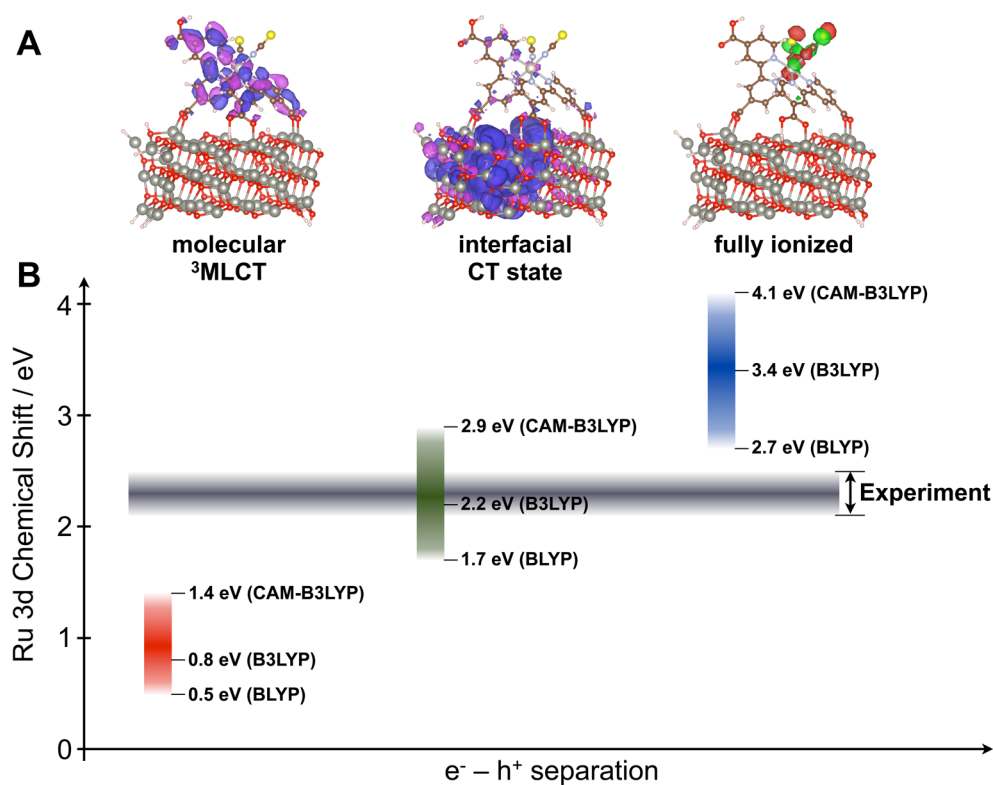 A
molecular
³MLCT
interfacial
CT state
fully ionized
B
Ru 3d Chemical Shift / eV
4
3
2
1
0
4.1 eV (CAM-B3LYP)
3.4 eV (B3LYP)
2.7 eV (BLYP)
2.9 eV (CAM-B3LYP)
2.2 eV (B3LYP)
1.7 eV (BLYP)
Experiment
1.4 eV (CAM-B3LYP)
0.8 eV (B3LYP)
0.5 eV (BLYP)
e⁻ – h⁺ separation